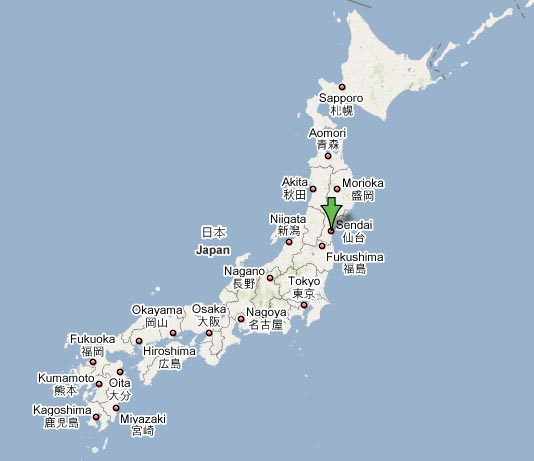 Sapporo
札幌
Aomori
青森
Akita
秋田
Morioka
盛岡
Sendai
仙台
Niigata
新潟
日本
Japan
Fukushima
福島
Nagano
長野
Tokyo
東京
Okayama
岡山
Osaka
大阪
Nagoya
名古屋
Fukuoka
福岡
Hiroshima
広島
Kumamoto
熊本
Oita
大分
Kagoshima
鹿児島
Miyazaki
宮崎